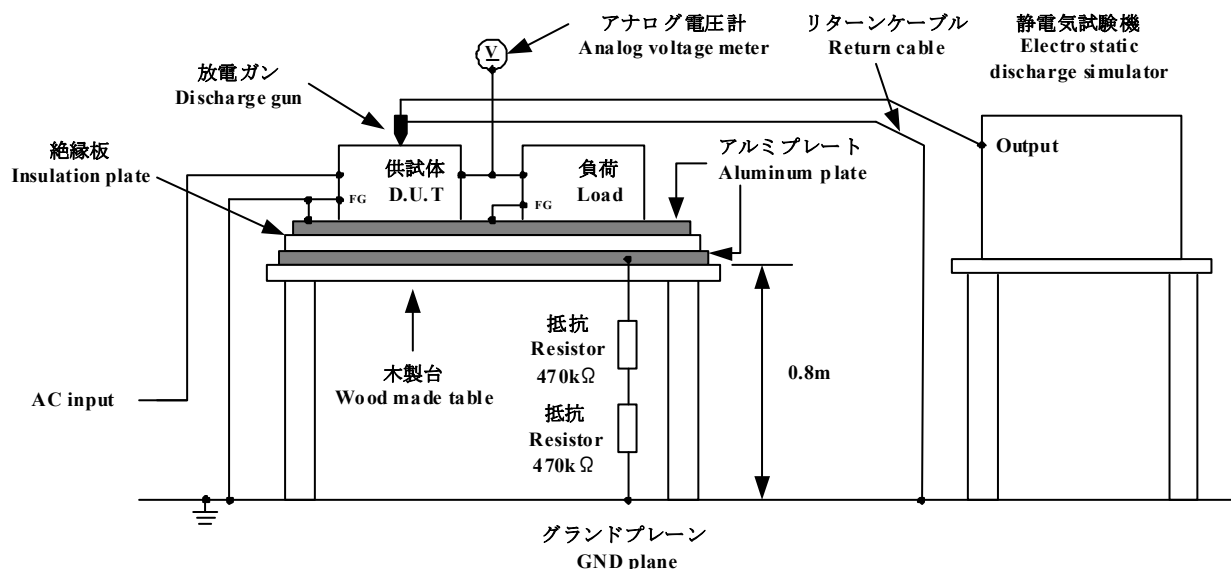 アナログ電圧計
Analog voltage meter
リターンケーブル
Return cable
静電気試験機
Electro static
discharge simulator
V
放電ガン
Discharge gun
絶縁板
Insulation plate
供試体
D.U.T
FG
負荷
Load
FG
アルミプレート
Aluminum plate
Output
抵抗
Resistor
470kΩ
抵抗
Resistor
470kΩ
0.8m
木製台
Wood made table
AC input
グランドプレーン
GND plane